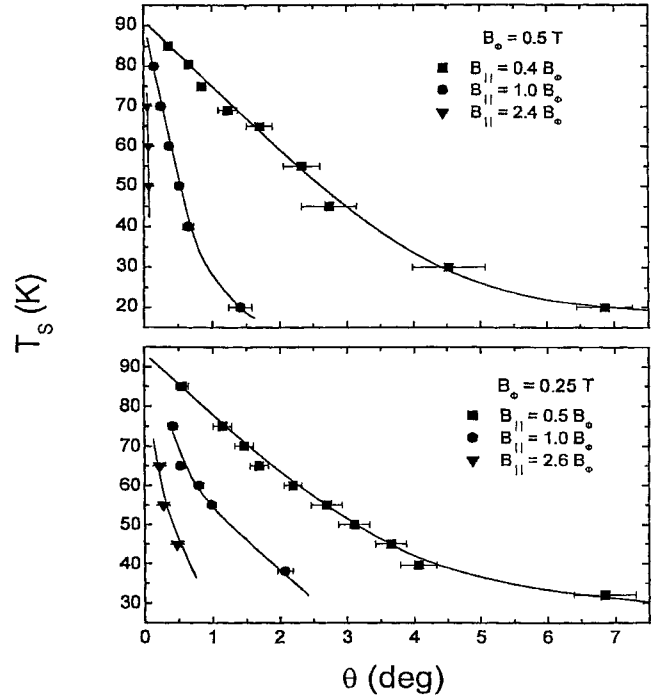 90
80
70
60
50
40
30
20
B_Φ = 0.5 T
B_|| = 0.4 B_Φ
B_|| = 1.0 B_Φ
B_|| = 2.4 B_Φ
T_S (K)
90
80
70
60
50
40
30
B_Φ = 0.25 T
B_|| = 0.5 B_Φ
B_|| = 1.0 B_Φ
B_|| = 2.6 B_Φ
0 1 2 3 4 5 6 7
θ (deg)